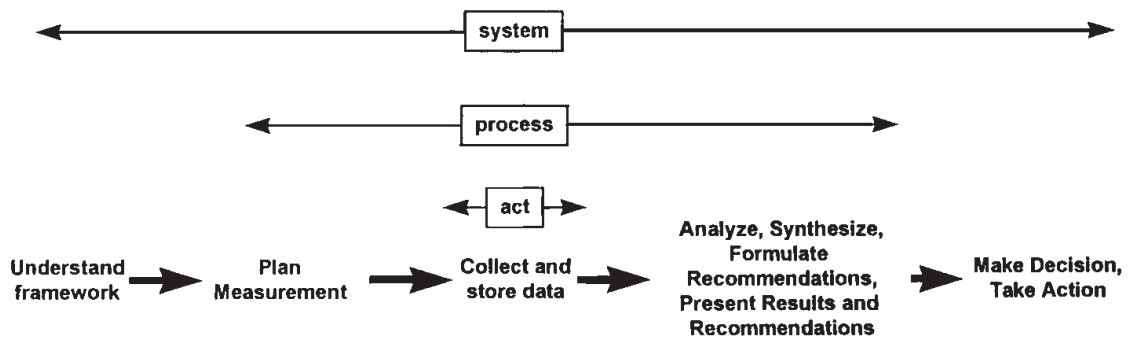 system
process
act
Understand
framework
Plan
Measurement
Collect and
store data
Analyze, Synthesize,
Formulate
Recommendations,
Present Results and
Recommendations
Make Decision,
Take Action